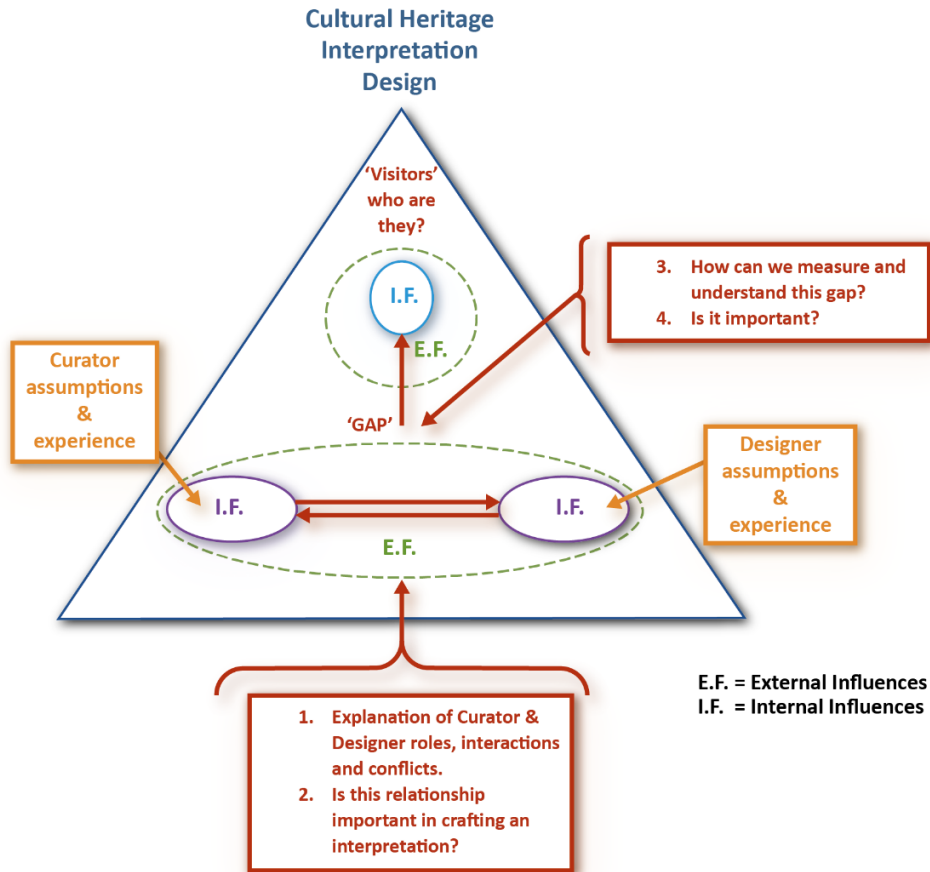 Cultural Heritage
Interpretation
Design
‘Visitors’
who are
they?
I.F.
E.F.
3. How can we measure and
understand this gap?
4. Is it important?
Curator
assumptions
&
experience
‘GAP’
Designer
assumptions
&
experience
I.F.
I.F.
E.F.
1. Explanation of Curator &
Designer roles, interactions
and conflicts.
2. Is this relationship
important in crafting an
interpretation?
E.F. = External Influences
I.F. = Internal Influences